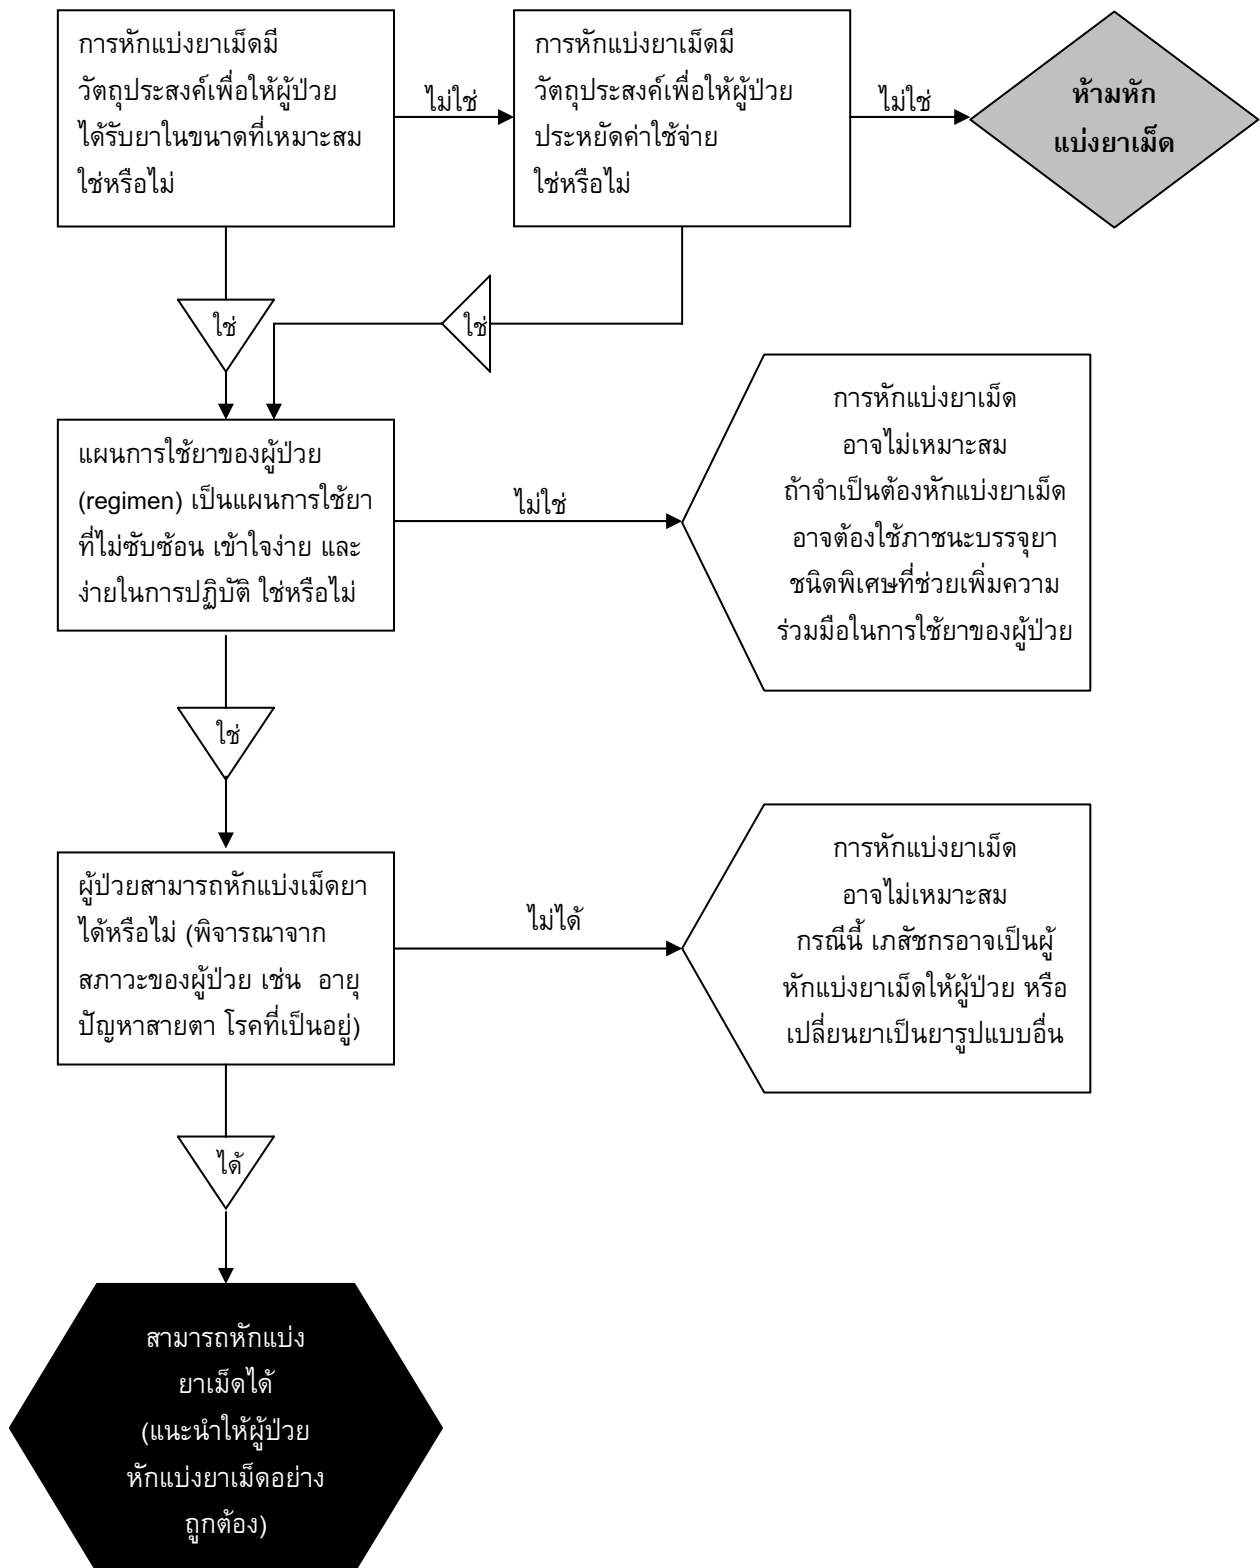 การหักแบ่งยาเม็ดมี
วัตถุประสงค์เพื่อให้ผู้ป่วย
ได้รับยาในขนาดที่เหมาะสม
ใช่หรือไม่
ไม่ใช่
การหักแบ่งยาเม็ดมี
วัตถุประสงค์เพื่อให้ผู้ป่วย
ประหยัดค่าใช้จ่าย
ใช่หรือไม่
ไม่ใช่
ห้ามหัก
แบ่งยาเม็ด
ใช่
ใช่
แผนการใช้ยาของผู้ป่วย
(regimen) เป็นแผนการใช้ยา
ที่ไม่ซับซ้อน เข้าใจง่าย และ
ง่ายในการปฏิบัติ ใช่หรือไม่
ไม่ใช่
การหักแบ่งยาเม็ด
อาจไม่เหมาะสม
ถ้าจำเป็นต้องหักแบ่งยาเม็ด
อาจต้องใช้ภาชนะบรรจุยา
ชนิดพิเศษที่ช่วยเพิ่มความ
ร่วมมือในการใช้ยาของผู้ป่วย
ใช่
ผู้ป่วยสามารถหักแบ่งเม็ดยา
ได้หรือไม่ (พิจารณาจาก
สภาวะของผู้ป่วย เช่น อายุ
ปัญหาสายตา โรคที่เป็นอยู่)
ไม่ได้
การหักแบ่งยาเม็ด
อาจไม่เหมาะสม
กรณีนี้ เภสัชกรอาจเป็นผู้
หักแบ่งยาเม็ดให้ผู้ป่วย หรือ
เปลี่ยนยาเป็นยารูปแบบอื่น
ได้
สามารถหักแบ่ง
ยาเม็ดได้
(แนะนำให้ผู้ป่วย
หักแบ่งยาเม็ดอย่าง
ถูกต้อง)